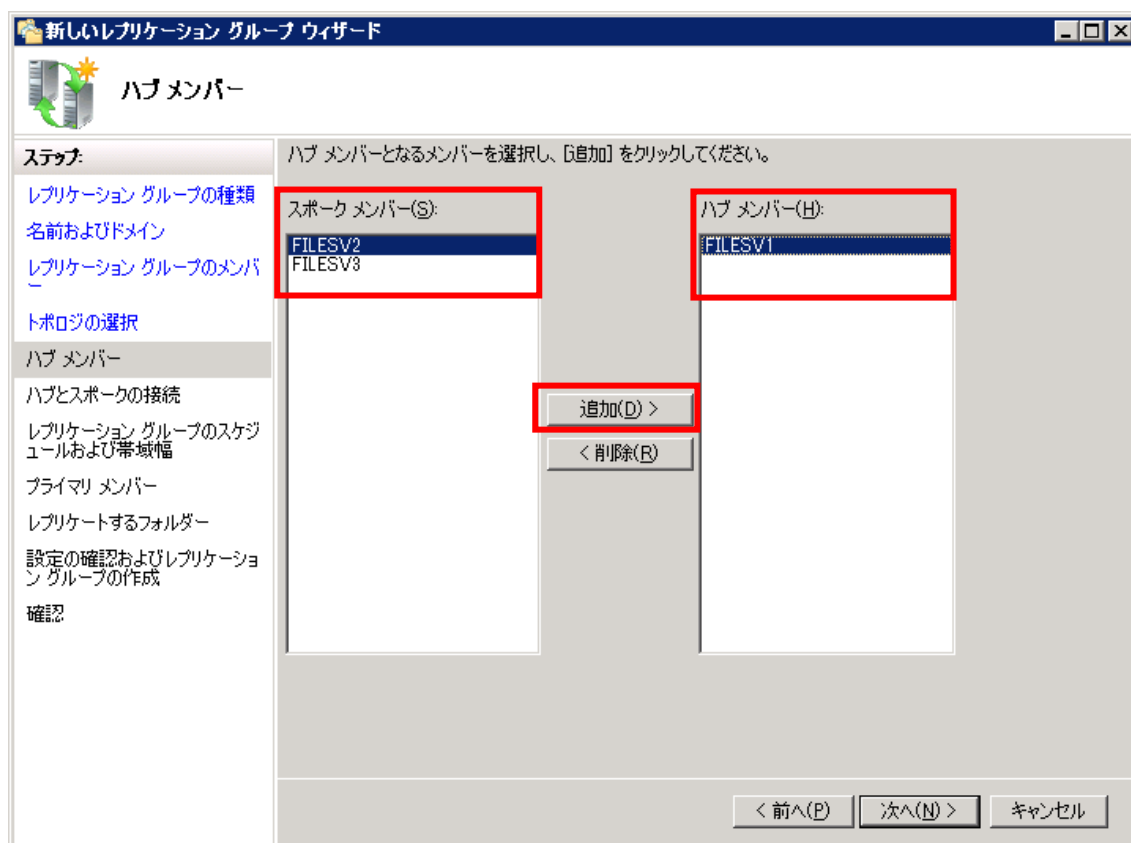 新しいレプリケーション グループ ウィザード
ハブ メンバー
ステップ:
レプリケーション グループの種類
名前およびドメイン
レプリケーション グループのメンバ
ー
トポロジの選択
ハブ メンバー
ハブとスポークの接続
レプリケーション グループのスケジ
ュールおよび帯域幅
プライマリ メンバー
レプリケートするフォルダー
設定の確認およびレプリケーショ
ン グループの作成
確認
ハブ メンバーとなるメンバーを選択し、[追加] をクリックしてください。
スポーク メンバー(S):
FILESV2
FILESV3
追加(D) >
< 削除(R)
ハブ メンバー(H):
FILESV1
< 前へ(P)
次へ(N) >
キャンセル